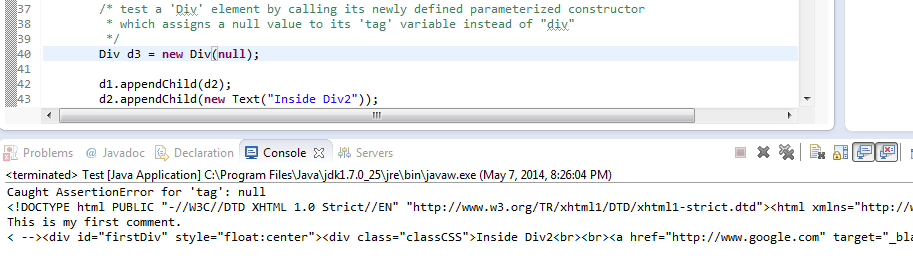 37 /* test a 'Div' element by calling its newly defined parameterized constructor
38 * which assigns a null value to its 'tag' variable instead of "div"
39 */
40 Div d3 = new Div(null);
41
42 d1.appendChild(d2);
43 d2.appendChild(new Text("Inside Div2"));
Problems @ Javadoc Declaration Console Servers
<terminated> Test [Java Application] C:\Program Files\Java\jdk1.7.0_25\jre\bin\javaw.exe (May 7, 2014, 8:26:04 PM)
Caught AssertionError for 'tag': null
<!DOCTYPE html PUBLIC "-//W3C//DTD XHTML 1.0 Strict//EN" "http://www.w3.org/TR/xhtml1/DTD/xhtml1-strict.dtd"><html xmlns="http://w
This is my first comment.
< --><div id="firstDiv" style="float:center"><div class="classCSS">Inside Div2<br><br><a href="http://www.google.com" target="_bla